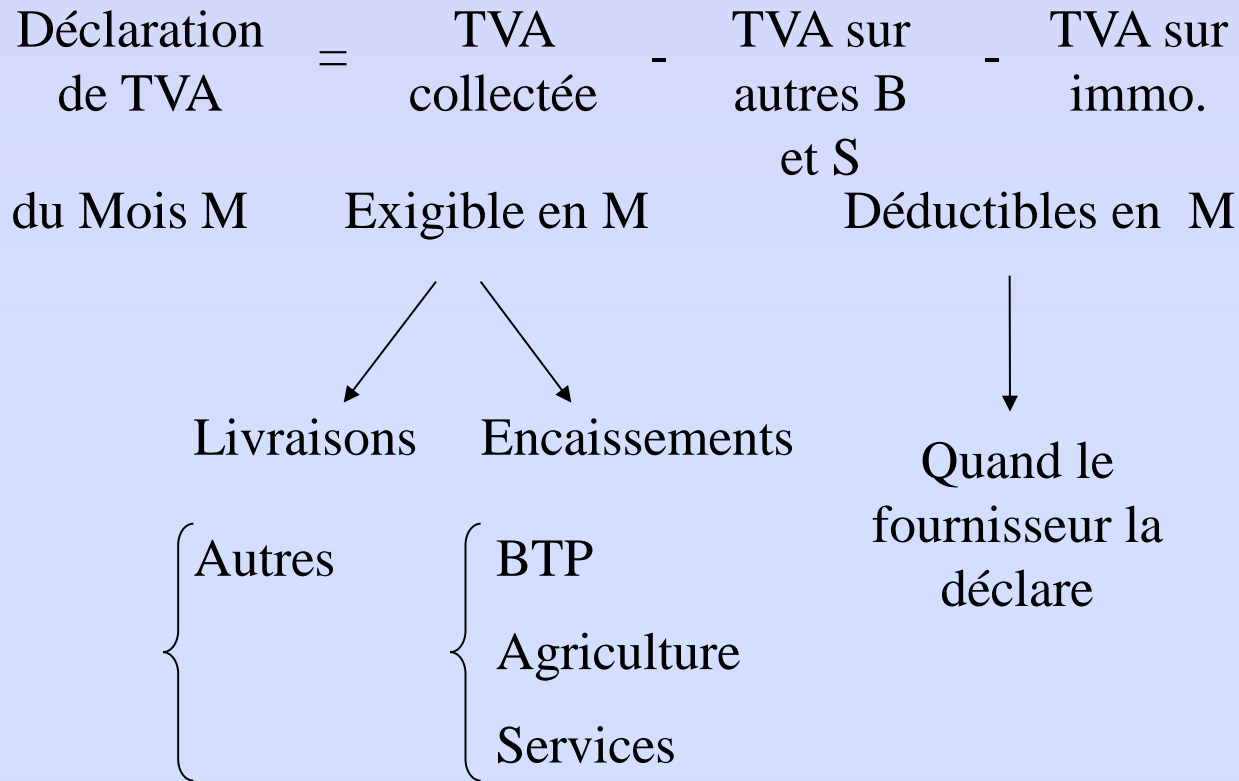 Déclaration = TVA - TVA sur - TVA sur
de TVA collectée autres B immo.
et S
du Mois M Exigible en M Déductibles en M
Livraisons Encaissements
Quand le
fournisseur la
déclare
Autres BTP
Agriculture
Services